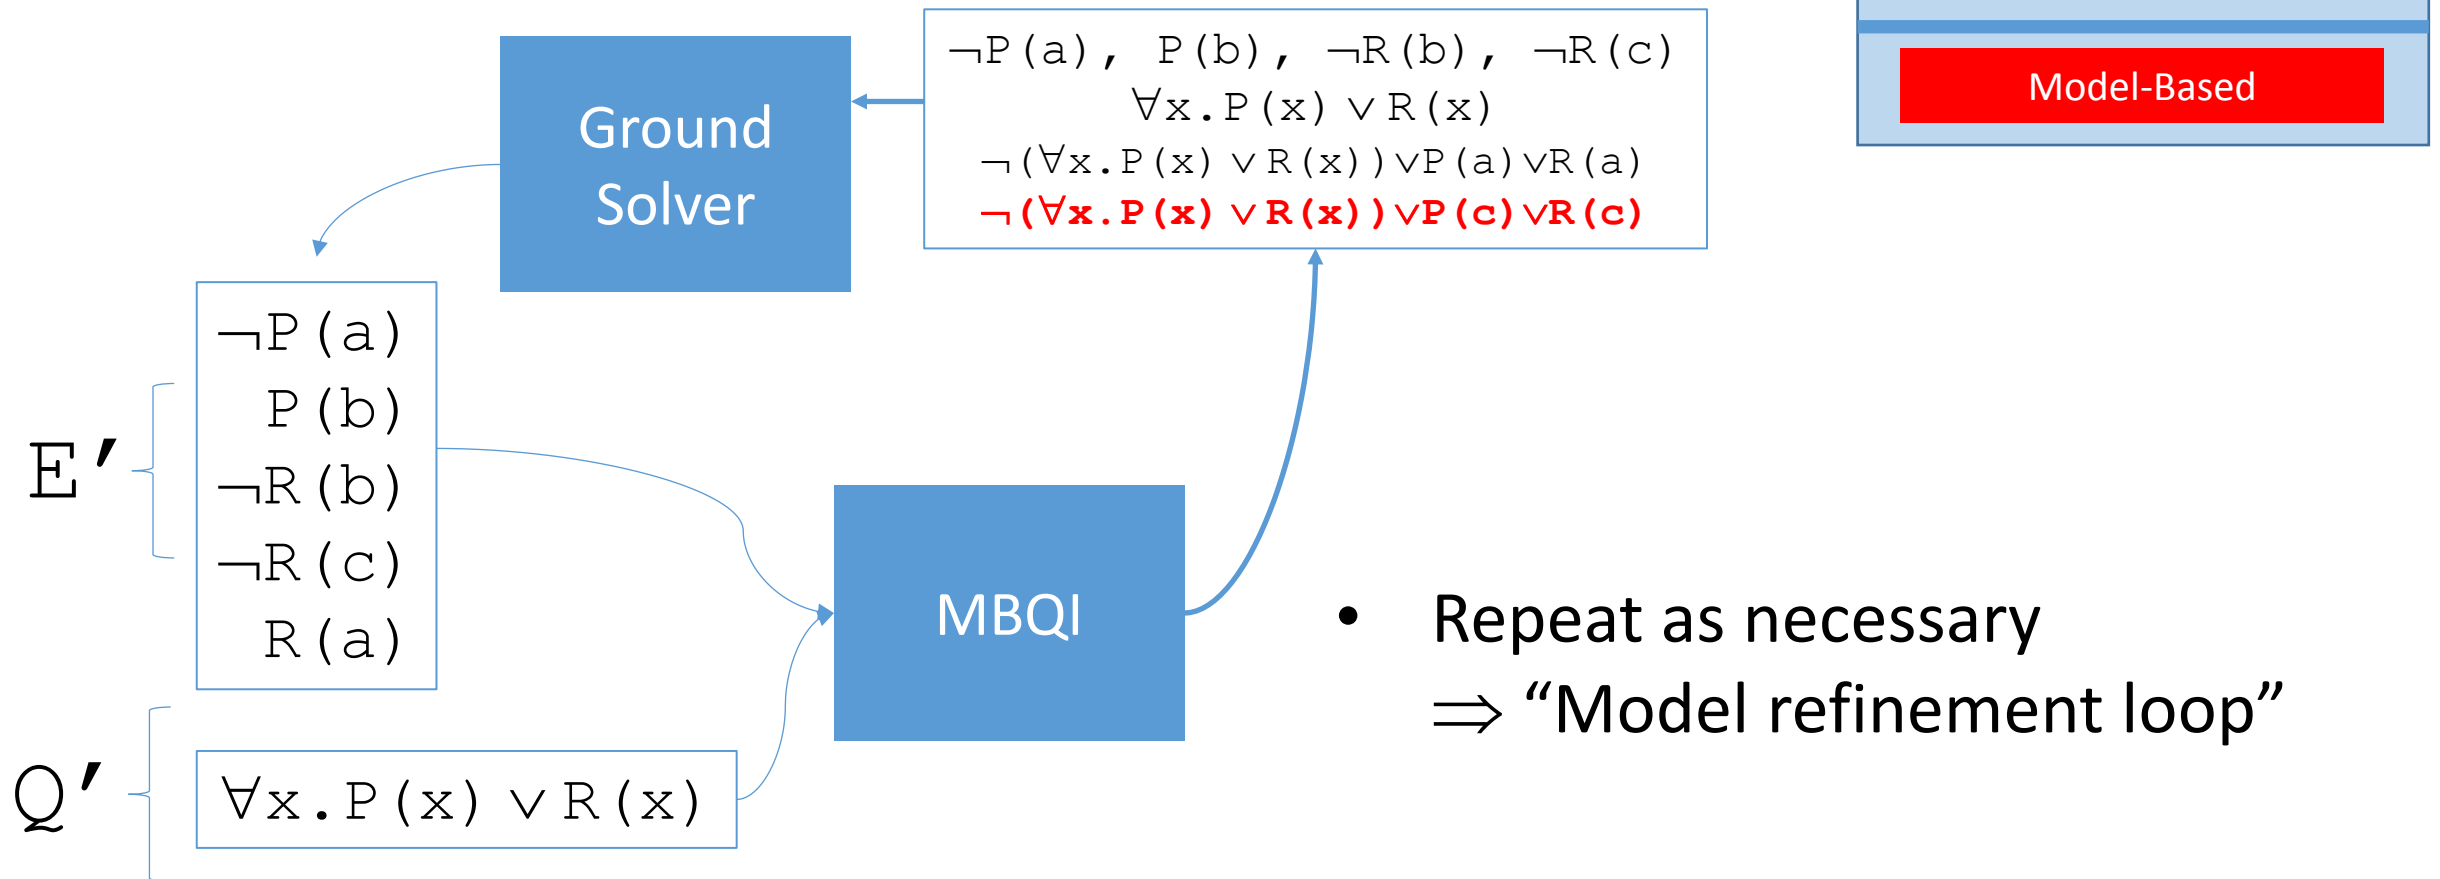 ¬P(a), P(b), ¬R(b), ¬R(c)
∀x.P(x)∨R(x)
¬(∀x.P(x)∨R(x))∨P(a)∨R(a)
¬(∀x.P(x)∨R(x))∨P(c)∨R(c)
Model-Based
Ground
Solver
E′
¬P(a)
P(b)
¬R(b)
¬R(c)
R(a)
MBQI
• Repeat as necessary
⇒ “Model refinement loop”
Q′
∀x.P(x)∨R(x)